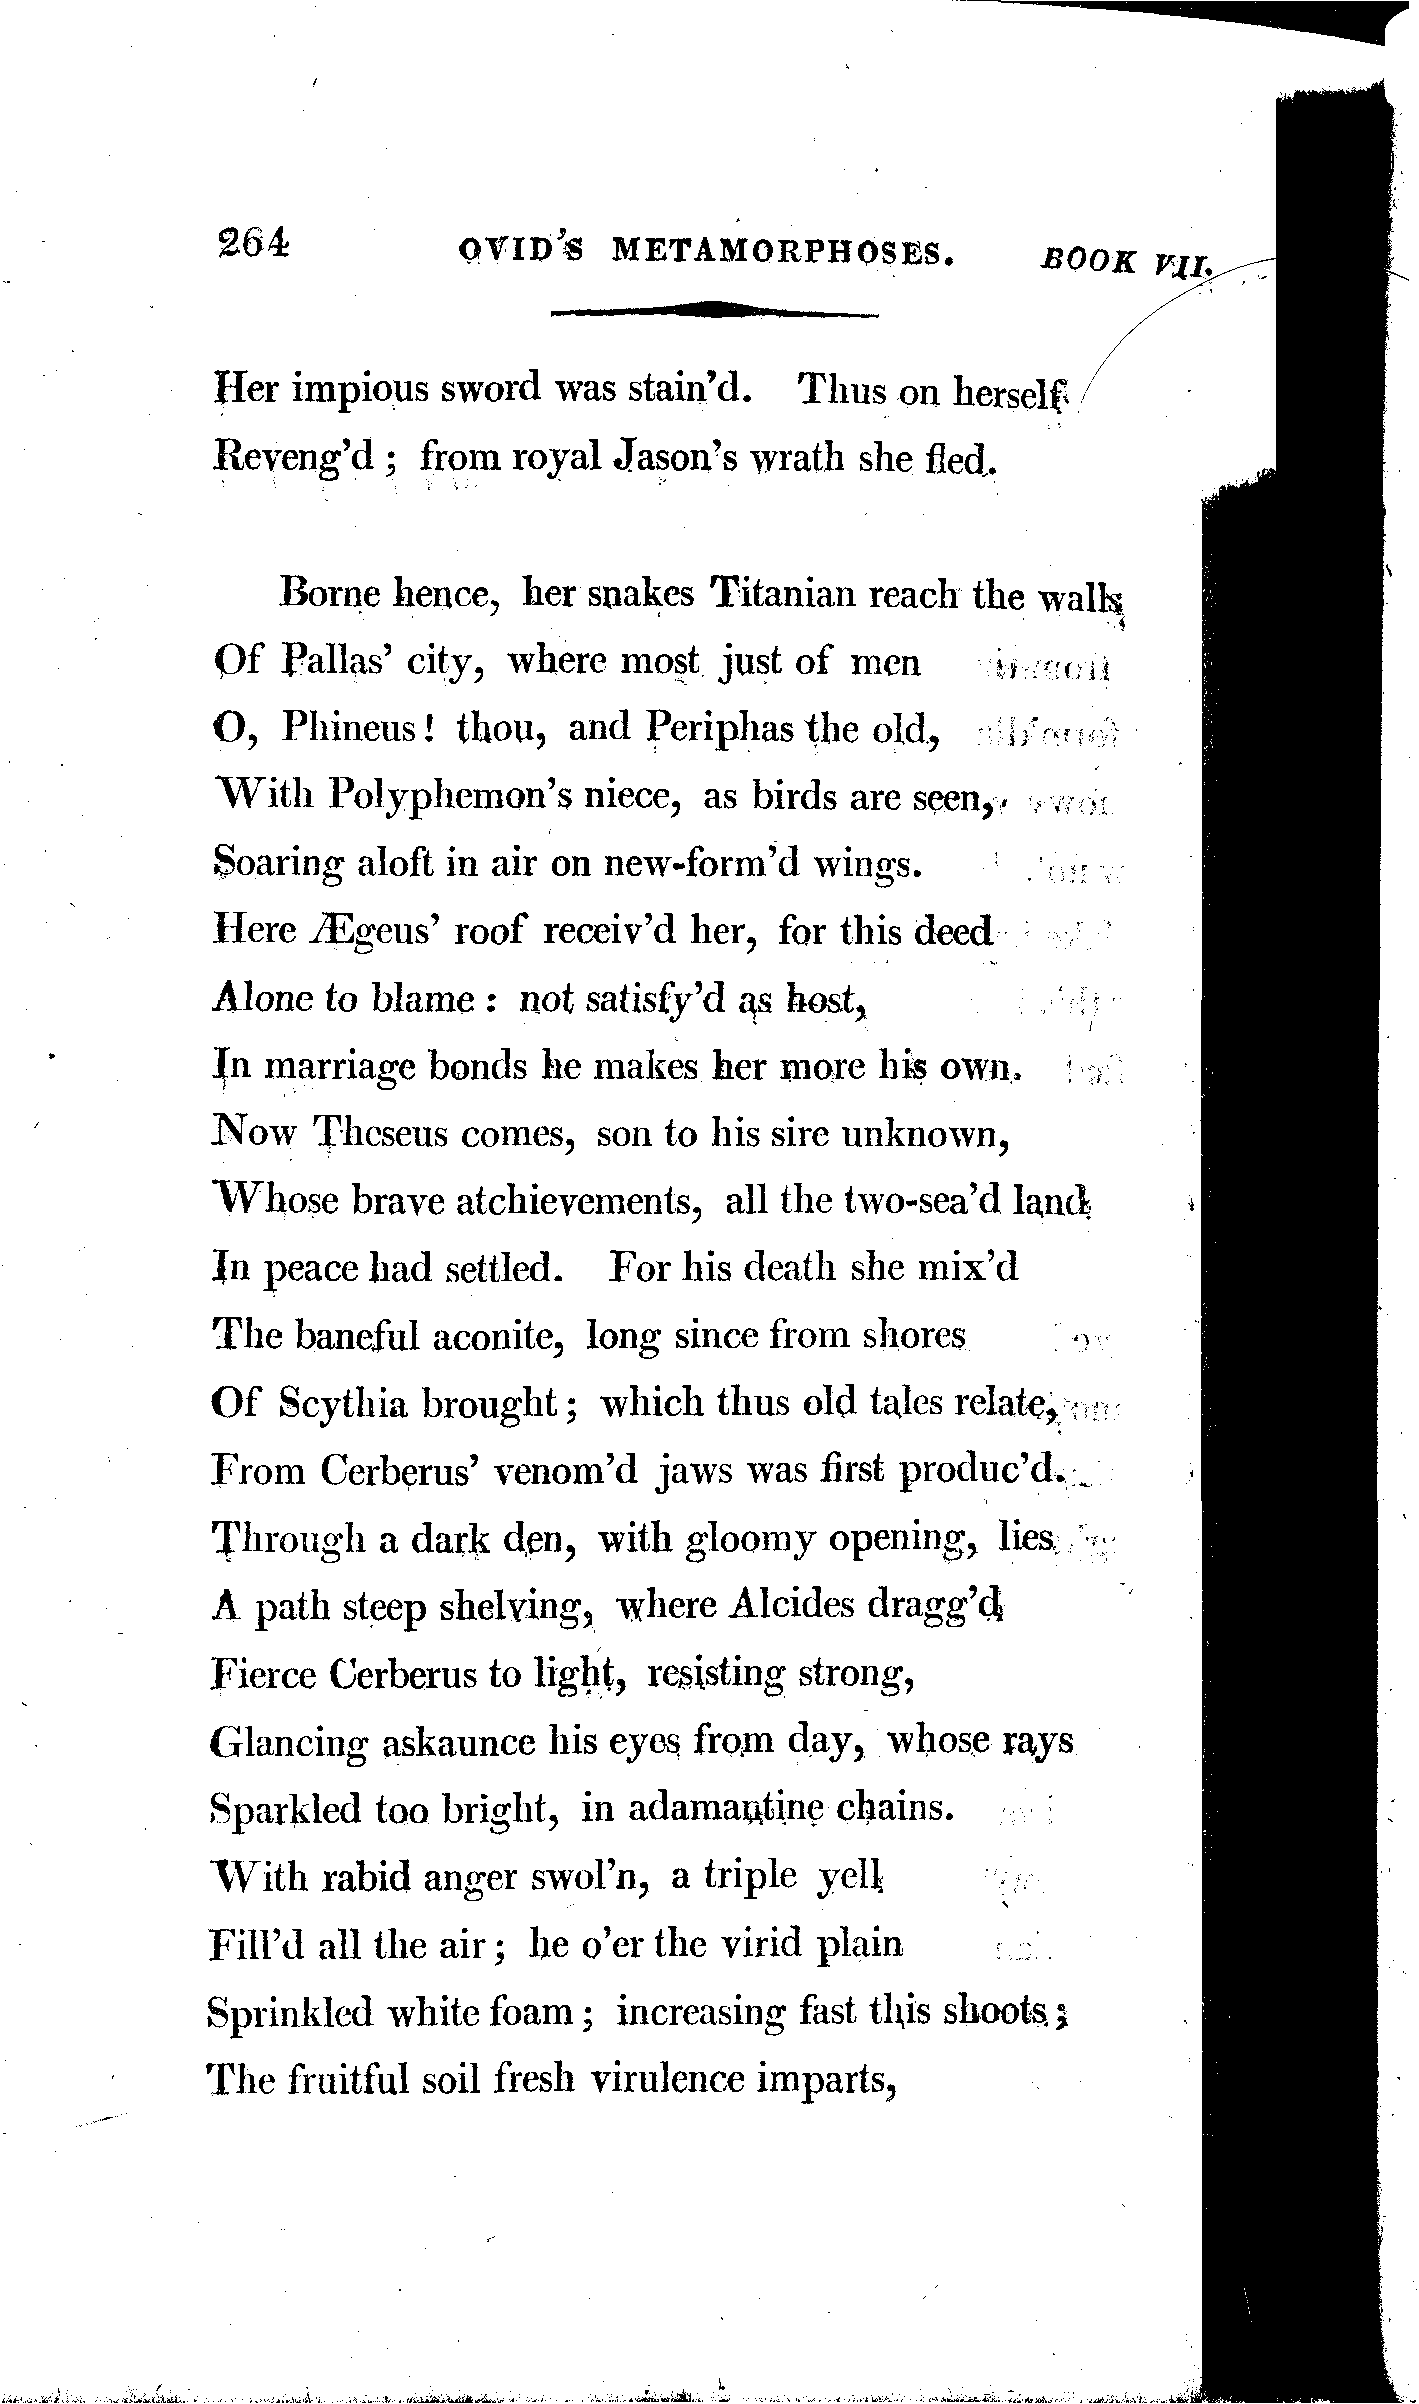 264 OVID'S METAMORPHOSES. BOOK VII.
Her impious sword was stain'd. Thus on herself
Reveng'd ; from royal Jason's wrath she fled.
Borne hence, her snakes Titanian reach the walls
Of Pallas' city, where most just of men
O, Phineus! thou, and Periphas the old,
With Polyphemon's niece, as birds are seen,
Soaring aloft in air on new-form'd wings.
Here Ægeus' roof receiv'd her, for this deed
Alone to blame : not satisfy'd as host,
In marriage bonds he makes her more his own.
Now Theseus comes, son to his sire unknown,
Whose brave atchievements, all the two-sea'd land
In peace had settled. For his death she mix'd
The baneful aconite, long since from shores
Of Scythia brought ; which thus old tales relate,
From Cerberus' venom'd jaws was first produc'd.
Through a dark den, with gloomy opening, lies
A path steep shelving, where Alcides dragg'd
Fierce Cerberus to light, resisting strong,
Glancing askaunce his eyes from day, whose rays
Sparkled too bright, in adamantine chains.
With rabid anger swol'n, a triple yell
Fill'd all the air ; he o'er the virid plain
Sprinkled white foam ; increasing fast this shoots ;
The fruitful soil fresh virulence imparts,